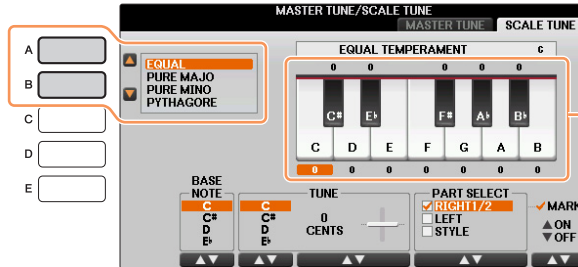 MASTER TUNE/SCALE TUNE
MASTER TUNE SCALE TUNE
A
B
C
D
E
EQUAL
PURE MAJO
PURE MINO
PYTHAGORE
EQUAL TEMPERAMENT C
0 0 0 0 0
C# E♭ F# A♭ B♭
C D E F G A B
0 0 0 0 0 0 0
BASE NOTE
C
C#
D
E♭
TUNE
C
C#
D
E♭
0
CENTS
PART SELECT
RIGHT1/2
LEFT
STYLE
MARK
ON
OFF